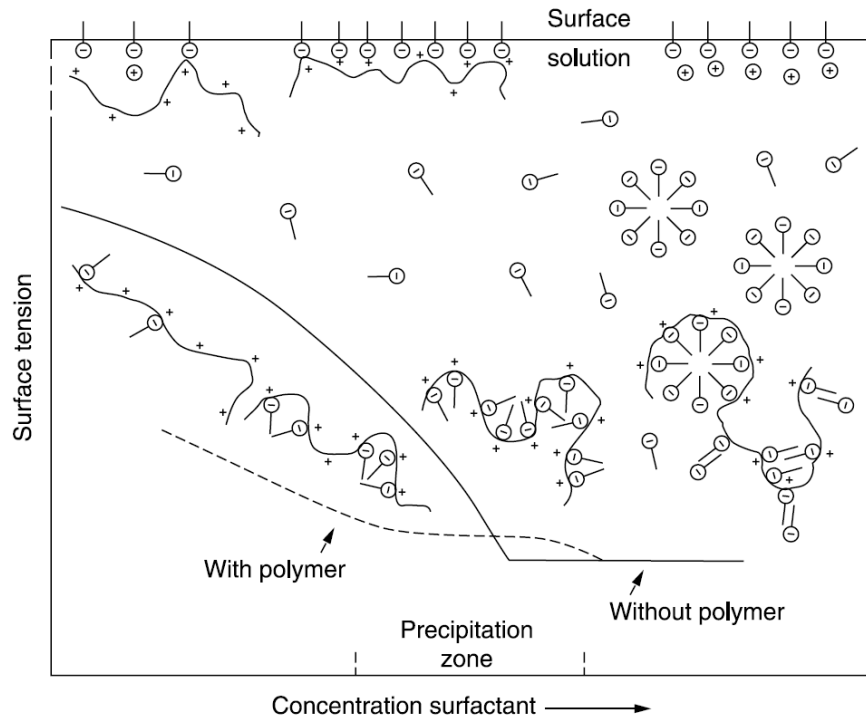 Surface
solution
Surface tension
With polymer
Without polymer
Precipitation
zone
Concentration surfactant